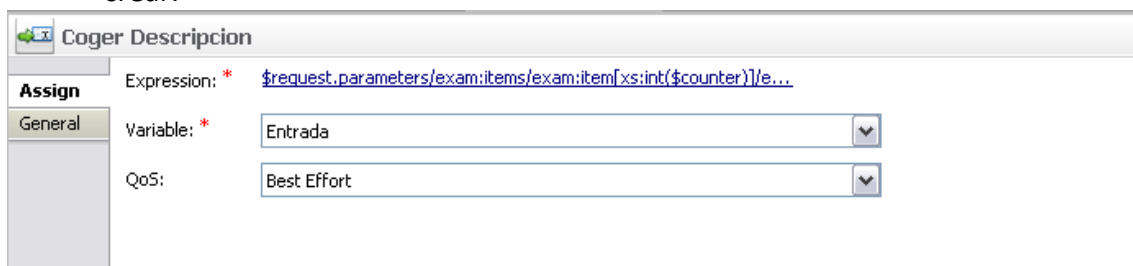 Coger Descripcion
Assign
General
Expression: * $request.parameters/exam:items/exam:item[xs:int($counter)]/e...
Variable: * Entrada
QoS: Best Effort